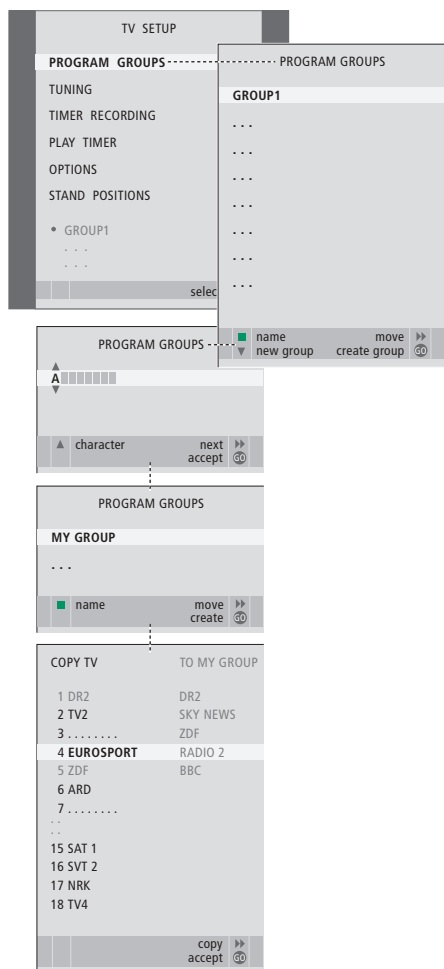 TV SETUP
PROGRAM GROUPS
TUNING
TIMER RECORDING
PLAY TIMER
OPTIONS
STAND POSITIONS
• GROUP1
. . .
. . .
selec
PROGRAM GROUPS
GROUP1
. . .
. . .
. . .
. . .
. . .
. . .
. . .
name move
new group create group GO
PROGRAM GROUPS
A
character next
accept GO
PROGRAM GROUPS
MY GROUP
. . .
name move
create GO
COPY TV TO MY GROUP
1 DR2 DR2
2 TV2 SKY NEWS
3 . . . . . . . . ZDF
4 EUROSPORT RADIO 2
5 ZDF BBC
6 ARD
7 . . . . . . . .
. .
. .
15 SAT 1
16 SVT 2
17 NRK
18 TV4
copy
accept GO